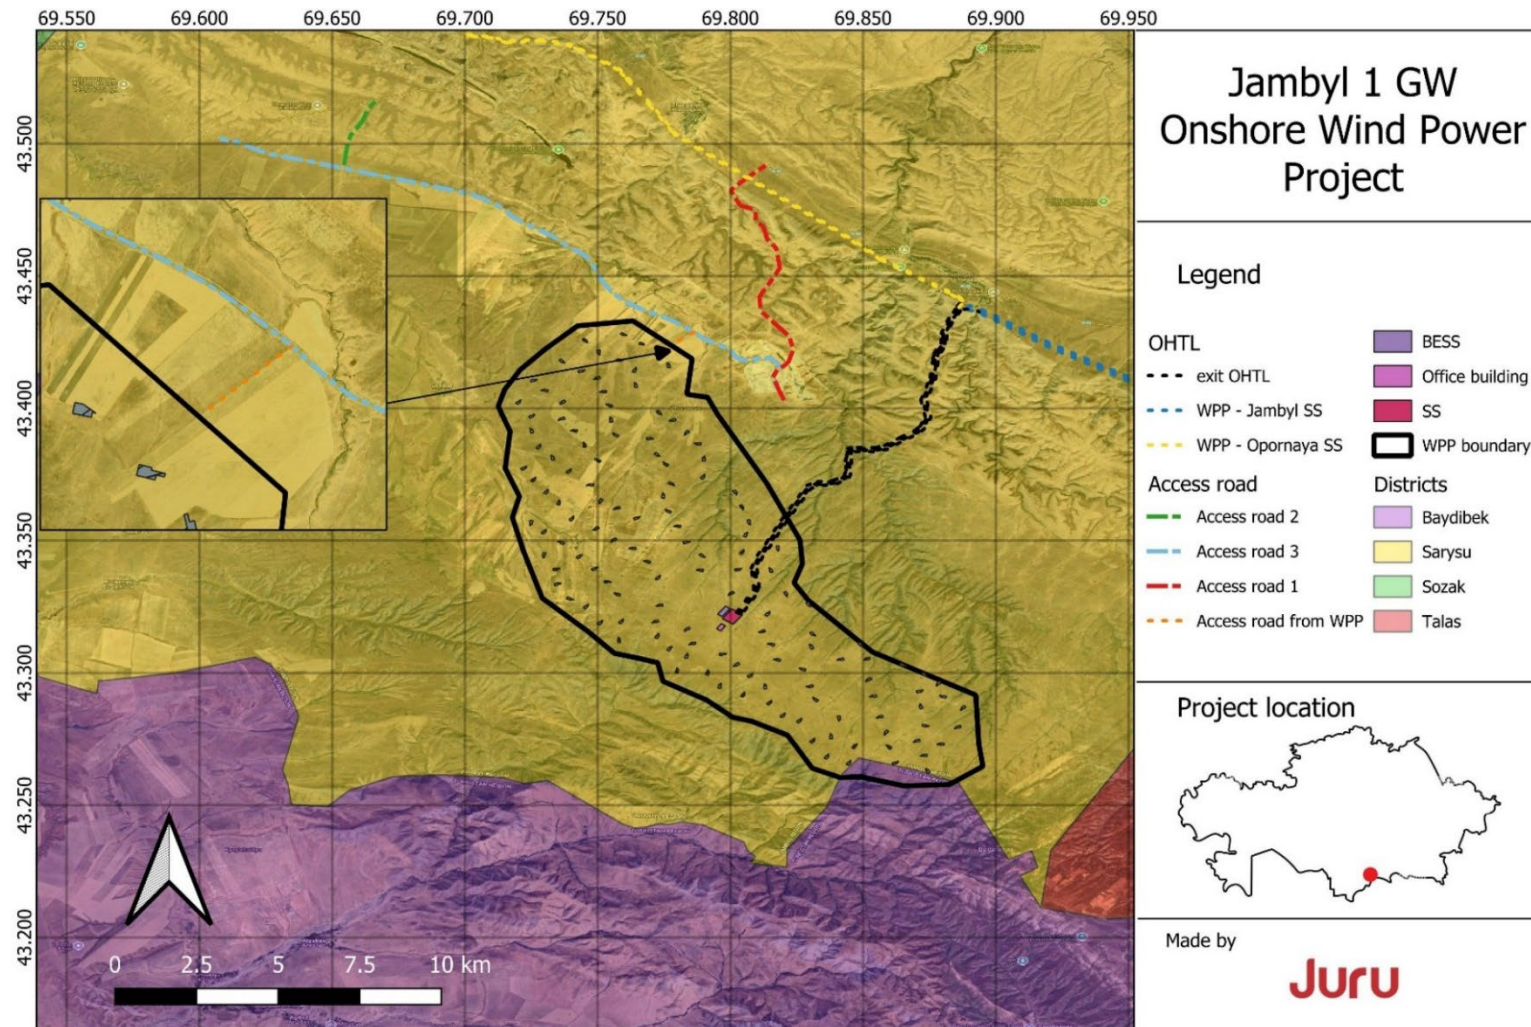 69.550 69.600 69.650 69.700 69.750 69.800 69.850 69.900 69.950
43.500
43.450
43.400
43.350
43.300
43.250
43.200
0 2.5 5 7.5 10 km
Jambyl 1 GW
Onshore Wind Power
Project
Legend
OHTL
exit OHTL
WPP - Jambyl SS
WPP - Opornaya SS
Access road
Access road 2
Access road 3
Access road 1
Access road from WPP
BESS
Office building
SS
WPP boundary
Districts
Baydibek
Sarysu
Sozak
Talas
Project location
Made by
Juru